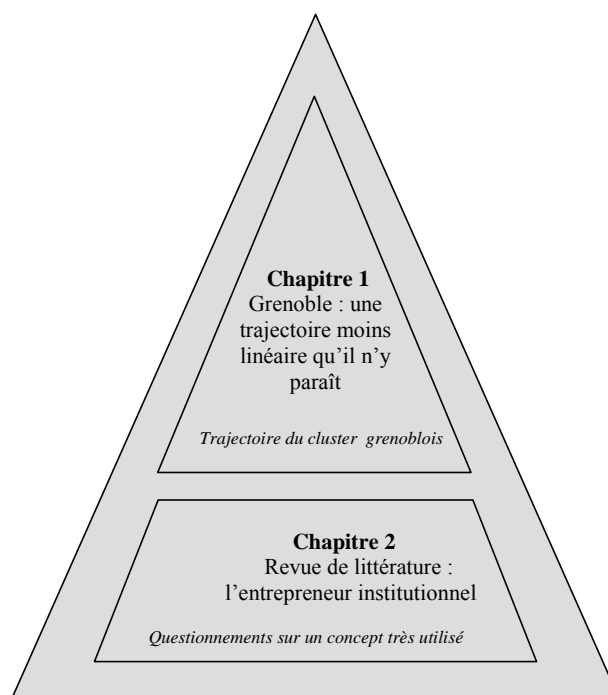 Chapitre 1
Grenoble : une
trajectoire moins
linéaire qu’il n’y
paraît
Trajectoire du cluster grenoblois
Chapitre 2
Revue de littérature :
l’entrepreneur institutionnel
Questionnements sur un concept très utilisé